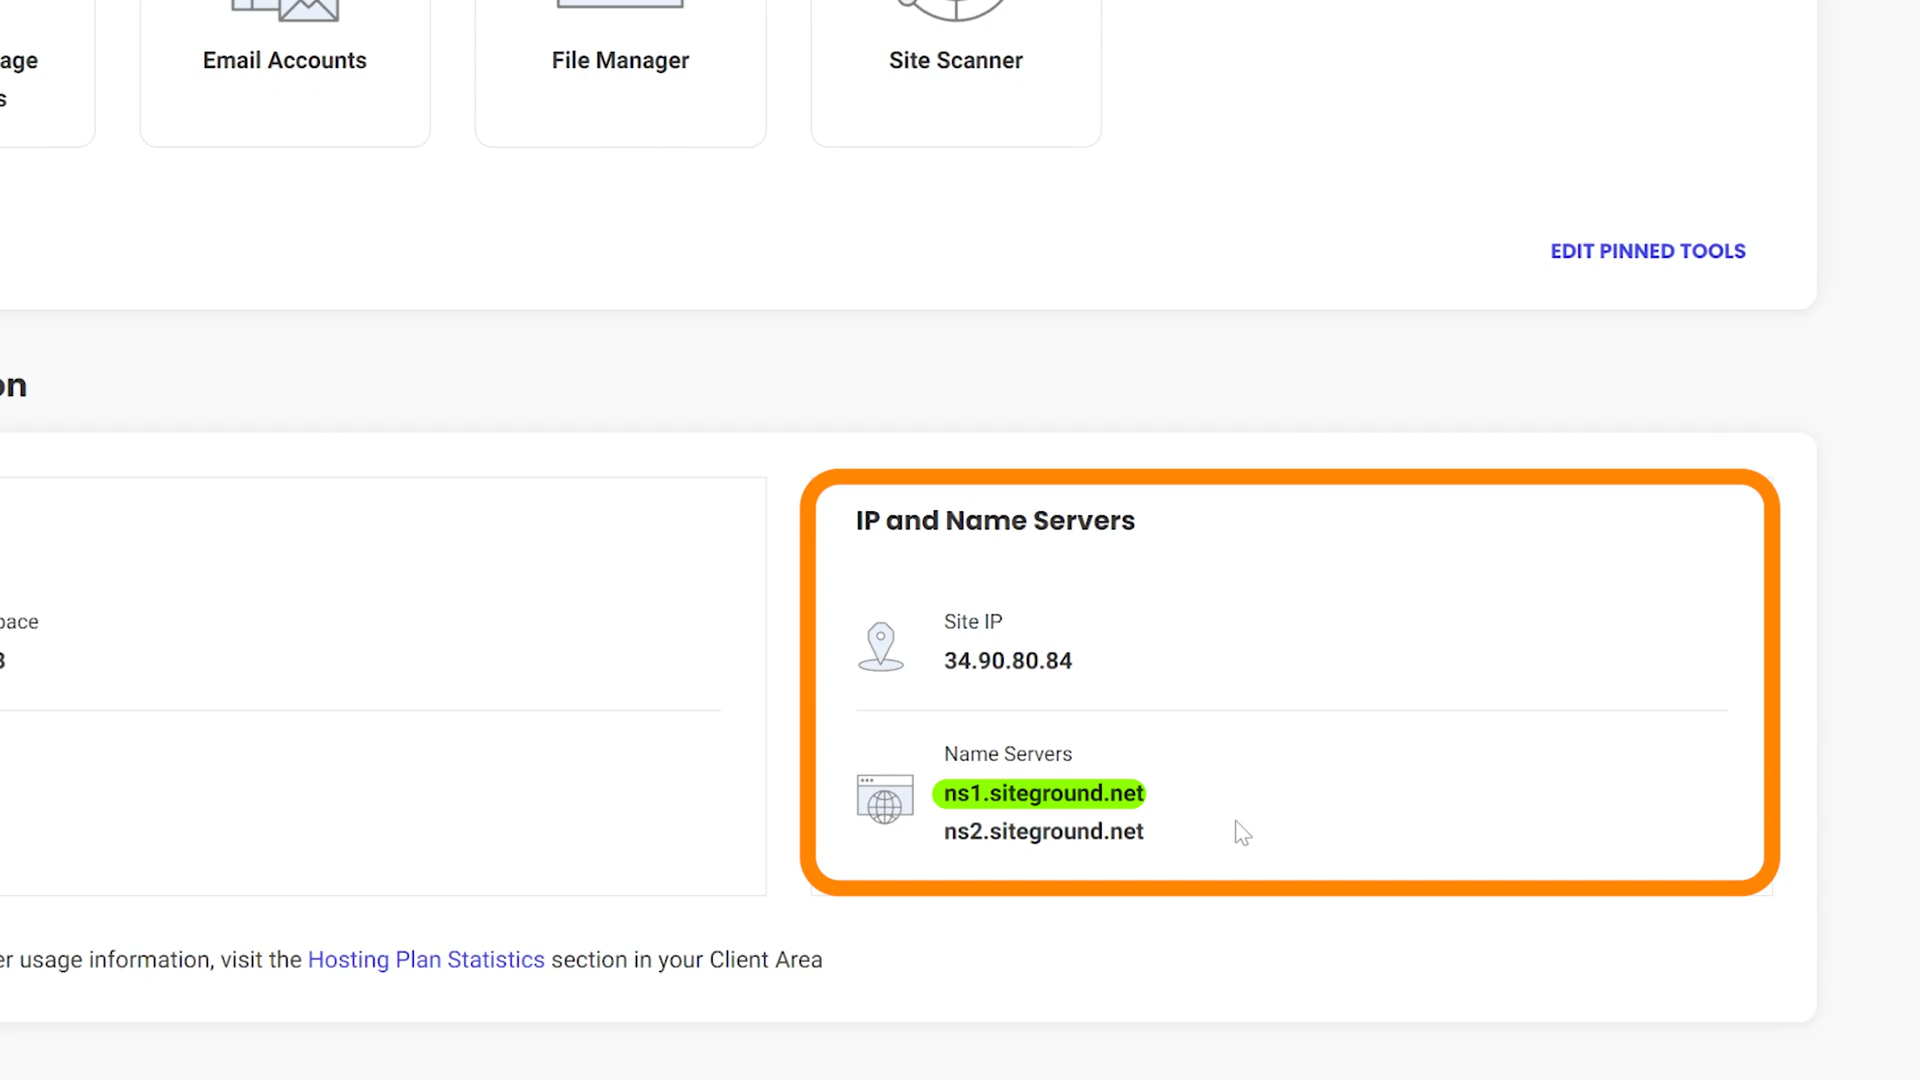 age
s
Email Accounts
File Manager
Site Scanner
EDIT PINNED TOOLS
on
pace
IP and Name Servers
Site IP
34.90.80.84
Name Servers
ns1.siteground.net
ns2.siteground.net
er usage information, visit the Hosting Plan Statistics section in your Client Area